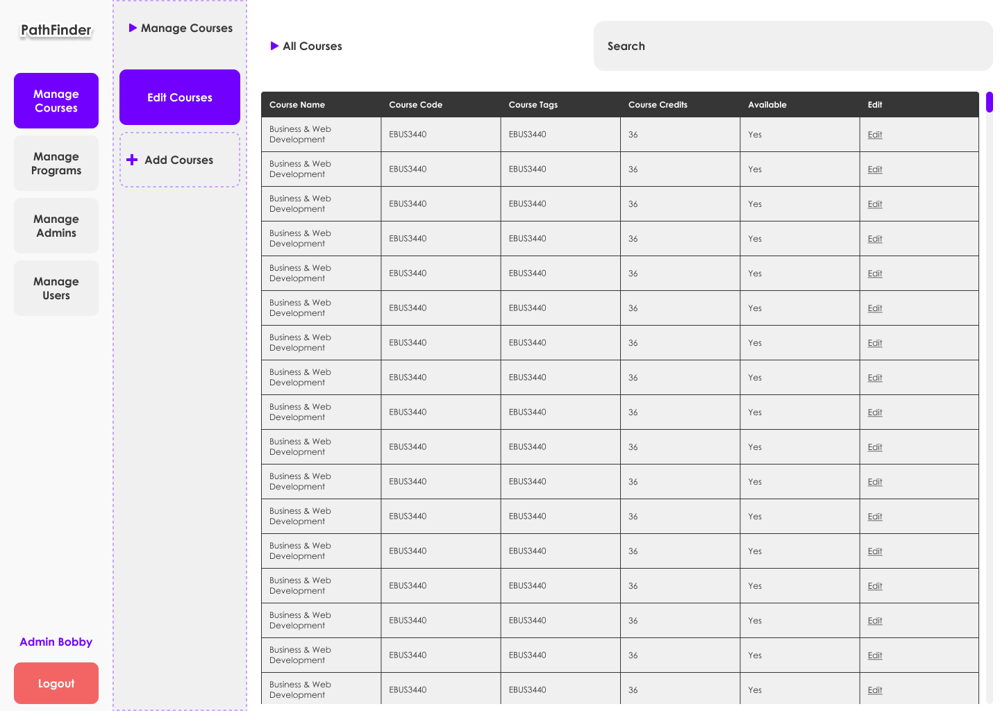 PathFinder
Manage
Courses
Manage
Programs
Manage
Admins
Manage
Users
Admin Bobby
Logout
Manage Courses
Edit Courses
Add Courses
All Courses
Search
Course Name Course Code Course Tags Course Credits Available Edit
Business & Web
Development EBUS3440 EBUS3440 36 Yes Edit
Business & Web
Development EBUS3440 EBUS3440 36 Yes Edit
Business & Web
Development EBUS3440 EBUS3440 36 Yes Edit
Business & Web
Development EBUS3440 EBUS3440 36 Yes Edit
Business & Web
Development EBUS3440 EBUS3440 36 Yes Edit
Business & Web
Development EBUS3440 EBUS3440 36 Yes Edit
Business & Web
Development EBUS3440 EBUS3440 36 Yes Edit
Business & Web
Development EBUS3440 EBUS3440 36 Yes Edit
Business & Web
Development EBUS3440 EBUS3440 36 Yes Edit
Business & Web
Development EBUS3440 EBUS3440 36 Yes Edit
Business & Web
Development EBUS3440 EBUS3440 36 Yes Edit
Business & Web
Development EBUS3440 EBUS3440 36 Yes Edit
Business & Web
Development EBUS3440 EBUS3440 36 Yes Edit
Business & Web
Development EBUS3440 EBUS3440 36 Yes Edit
Business & Web
Development EBUS3440 EBUS3440 36 Yes Edit
Business & Web
Development EBUS3440 EBUS3440 36 Yes Edit
Business & Web
Development EBUS3440 EBUS3440 36 Yes Edit